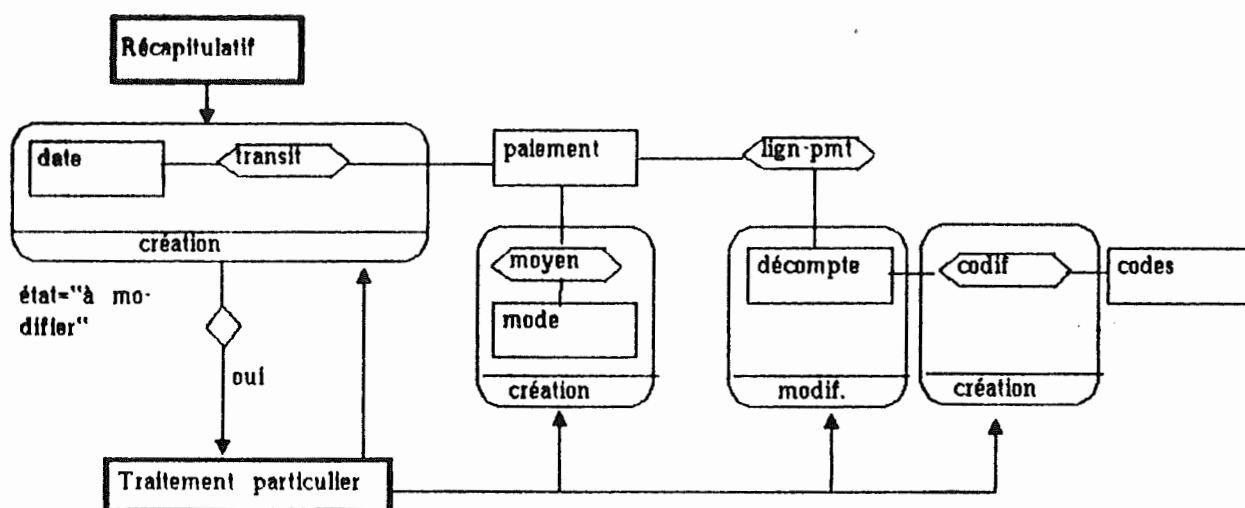 Récapitulatif
date
transit
paiement
lign-pmt
création
moyen
décompte
codif
codes
état="à mo-
difier"
mode
oui
création
modif.
création
Traitement particulier